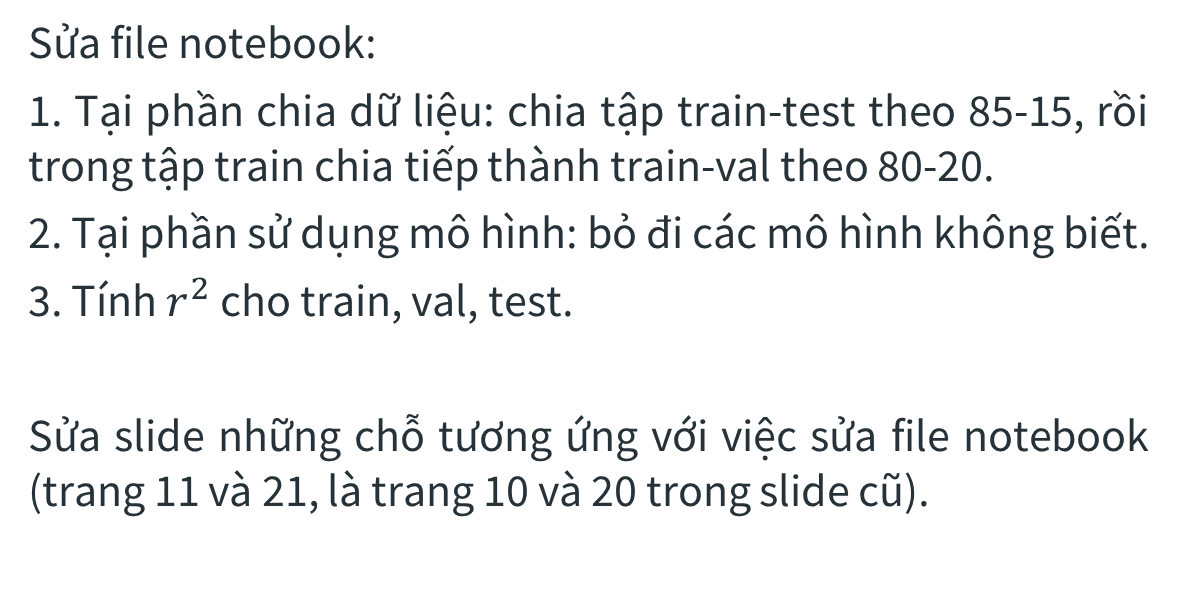 Sửa file notebook:
1. Tại phần chia dữ liệu: chia tập train-test theo 85-15, rồi
trong tập train chia tiếp thành train-val theo 80-20.
2. Tại phần sử dụng mô hình: bỏ đi các mô hình không biết.
3. Tính r² cho train, val, test.
Sửa slide những chỗ tương ứng với việc sửa file notebook
(trang 11 và 21, là trang 10 và 20 trong slide cũ).